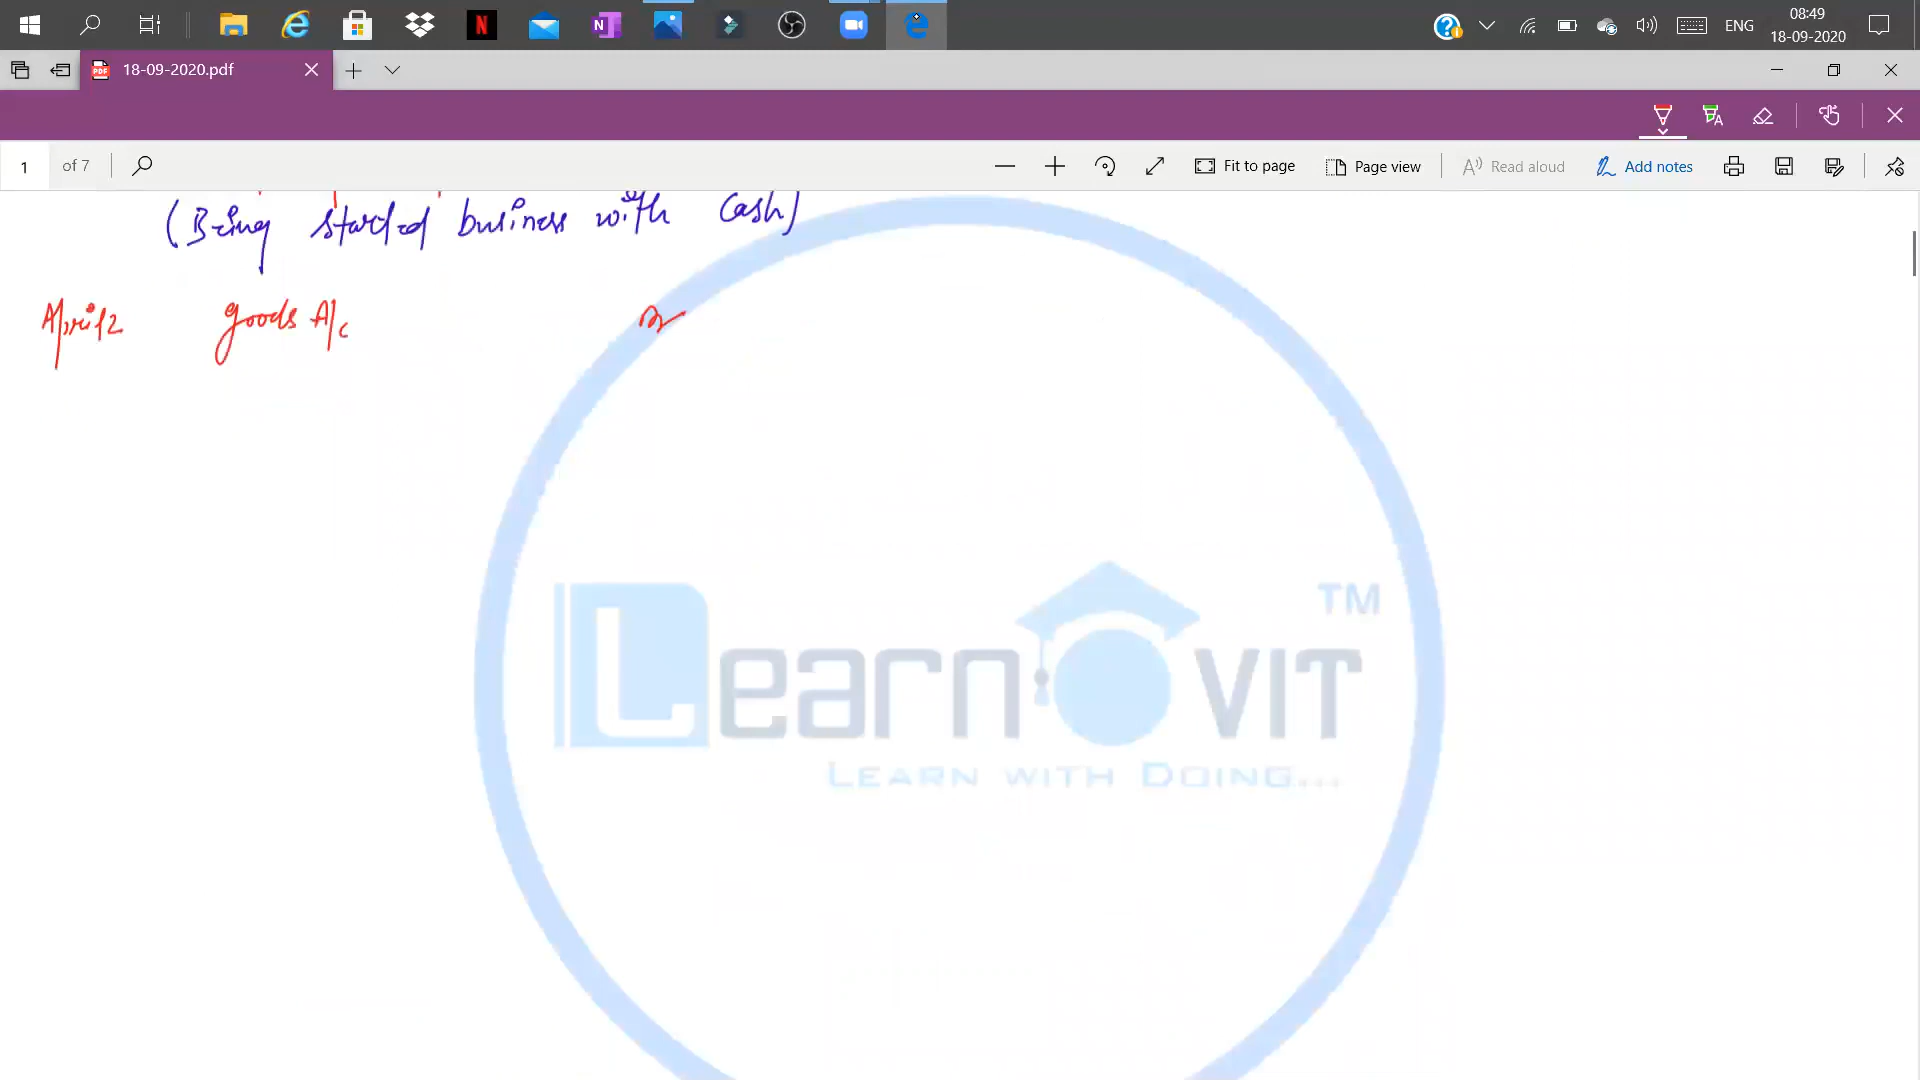 08:49
ENG
18-09-2020
18-09-2020.pdf
1 of 7
Fit to page
Page view
Read aloud
Add notes
(Being started business with Cash)
April 2 goods A/c Dr
TM
LEARNOVIT
LEARN WITH DOING...